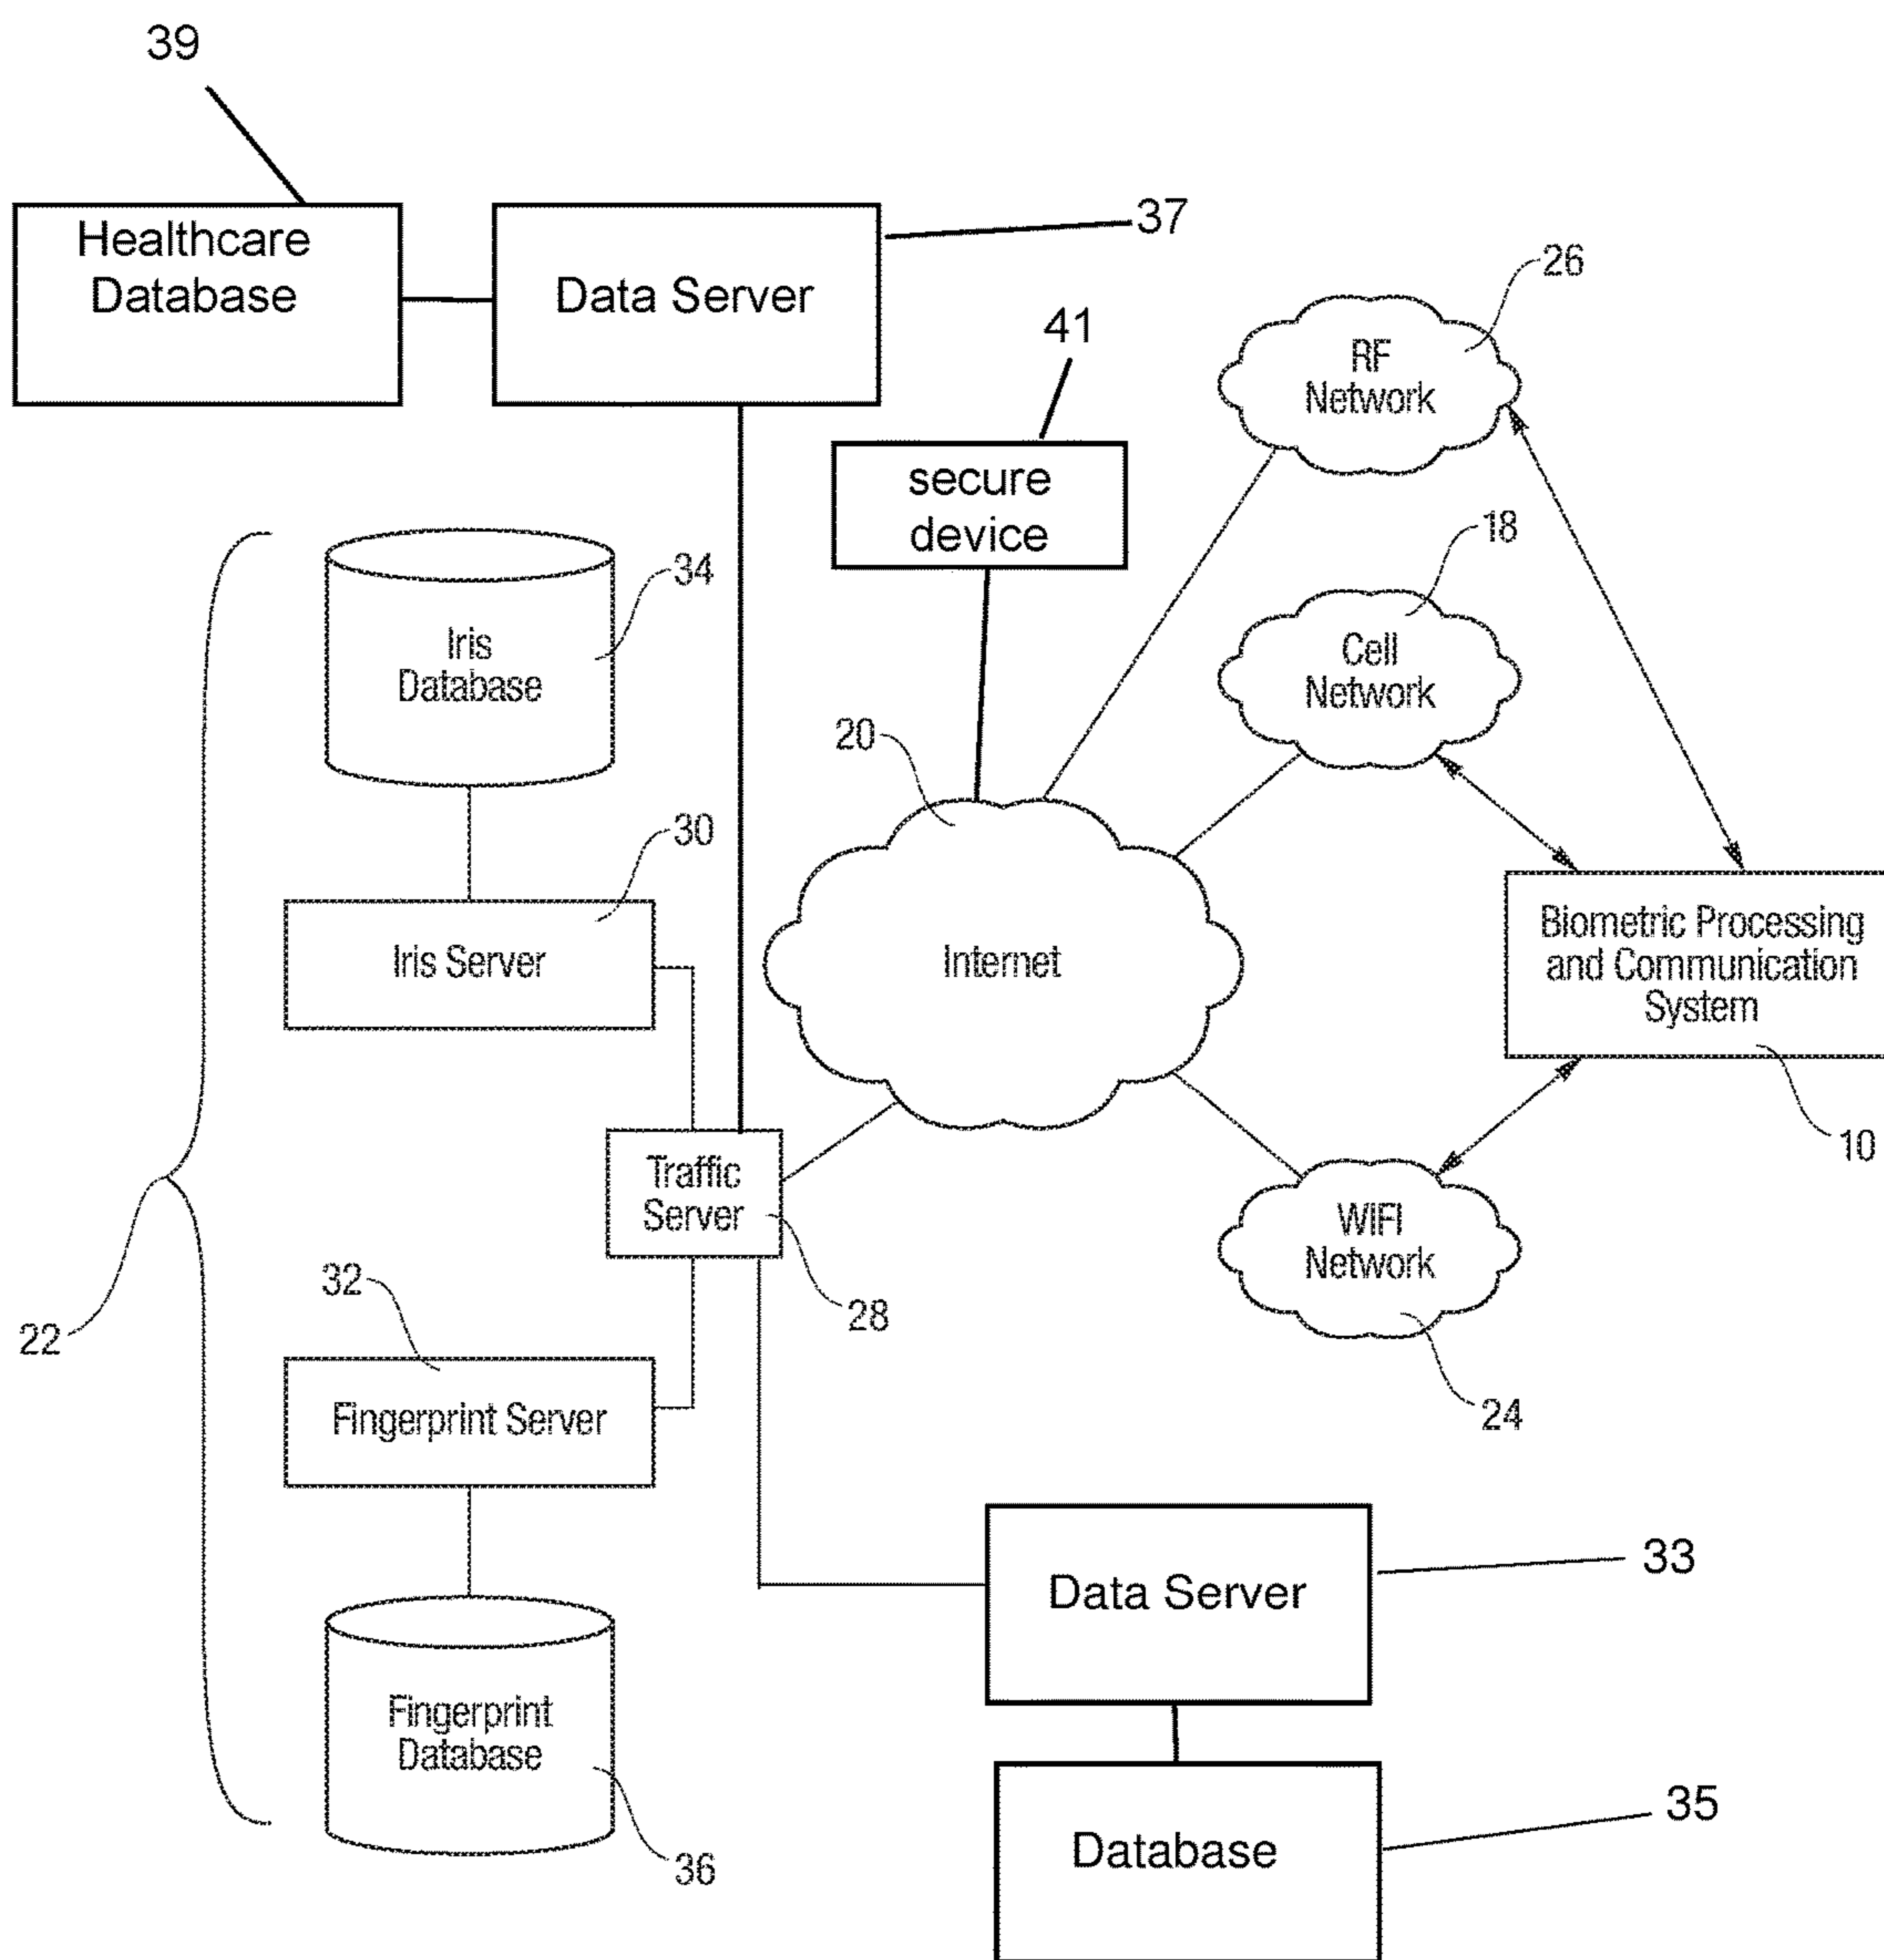 39
Healthcare
Database
Data Server
37
41
secure
device
26
RF
Network
18
Cell
Network
34
Iris
Database
20
30
Iris Server
Internet
Biometric Processing
and Communication
System
10
Traffic
Server
28
WIFI
Network
24
22
32
Fingerprint Server
33
Data Server
Fingerprint
Database
36
35
Database